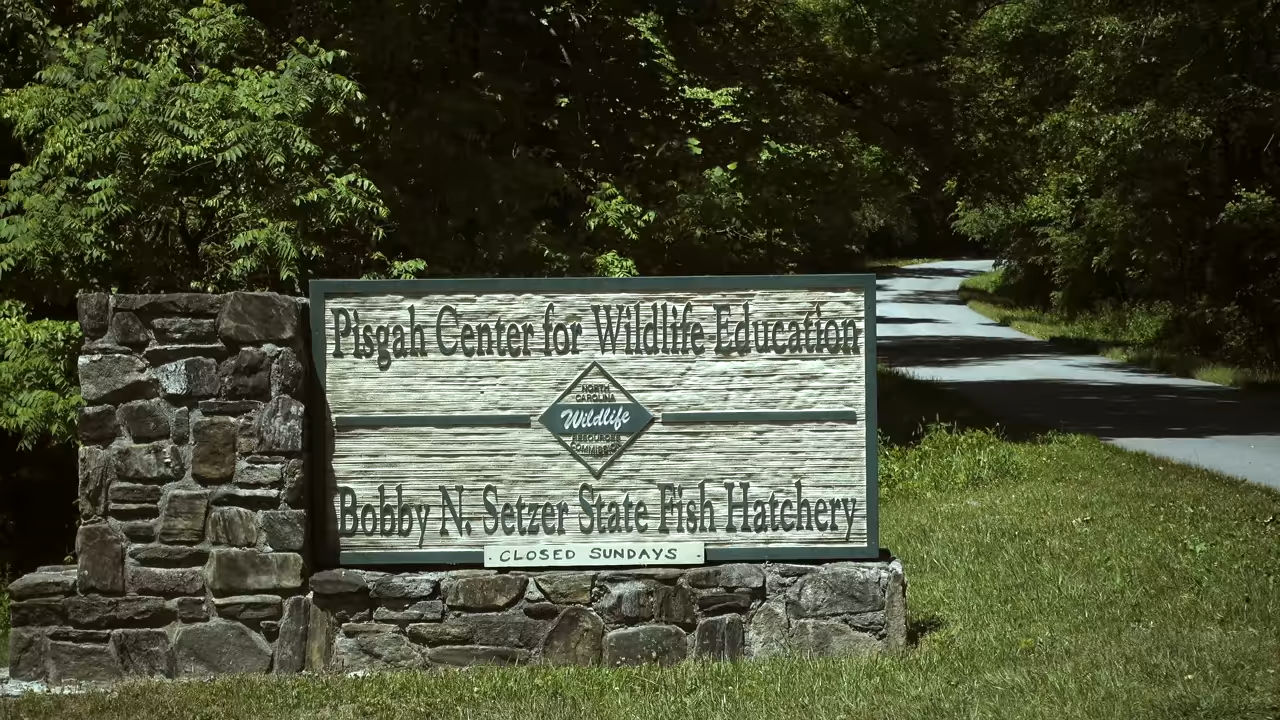 Pisgah Center for Wildlife Education
NORTH
CAROLINA
Wildlife
RESOURCES
COMMISSION
Bobby N. Setzer State Fish Hatchery
CLOSED SUNDAYS